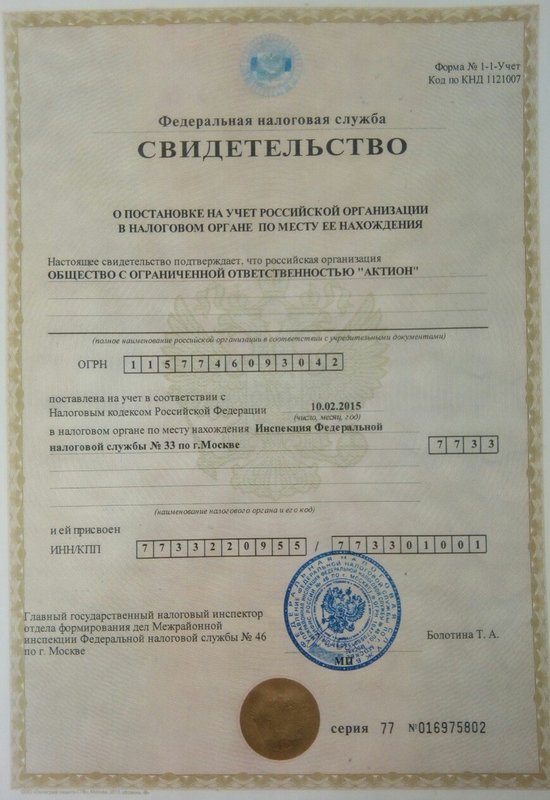 Форма № 1-1-Учет
Код по КНД 1121007
Федеральная налоговая служба
СВИДЕТЕЛЬСТВО
О ПОСТАНОВКЕ НА УЧЕТ РОССИЙСКОЙ ОРГАНИЗАЦИИ
В НАЛОГОВОМ ОРГАНЕ ПО МЕСТУ ЕЕ НАХОЖДЕНИЯ
Настоящее свидетельство подтверждает, что российская организация
ОБЩЕСТВО С ОГРАНИЧЕННОЙ ОТВЕТСТВЕННОСТЬЮ "АКТИОН"
(полное наименование российской организации в соответствии с учредительными документами)
ОГРН 1157746093042
поставлена на учет в соответствии с
Налоговым кодексом Российской Федерации 10.02.2015
(число, месяц, год)
в налоговом органе по месту нахождения Инспекция Федеральной
налоговой службы № 33 по г.Москве 7733
(наименование налогового органа и его код)
и ей присвоен
ИНН/КПП 7733220955 / 773301001
Главный государственный налоговый инспектор
отдела формирования дел Межрайонной
инспекции Федеральной налоговой службы № 46
по г. Москве
Болотина Т. А.
МП
серия 77 №016975802